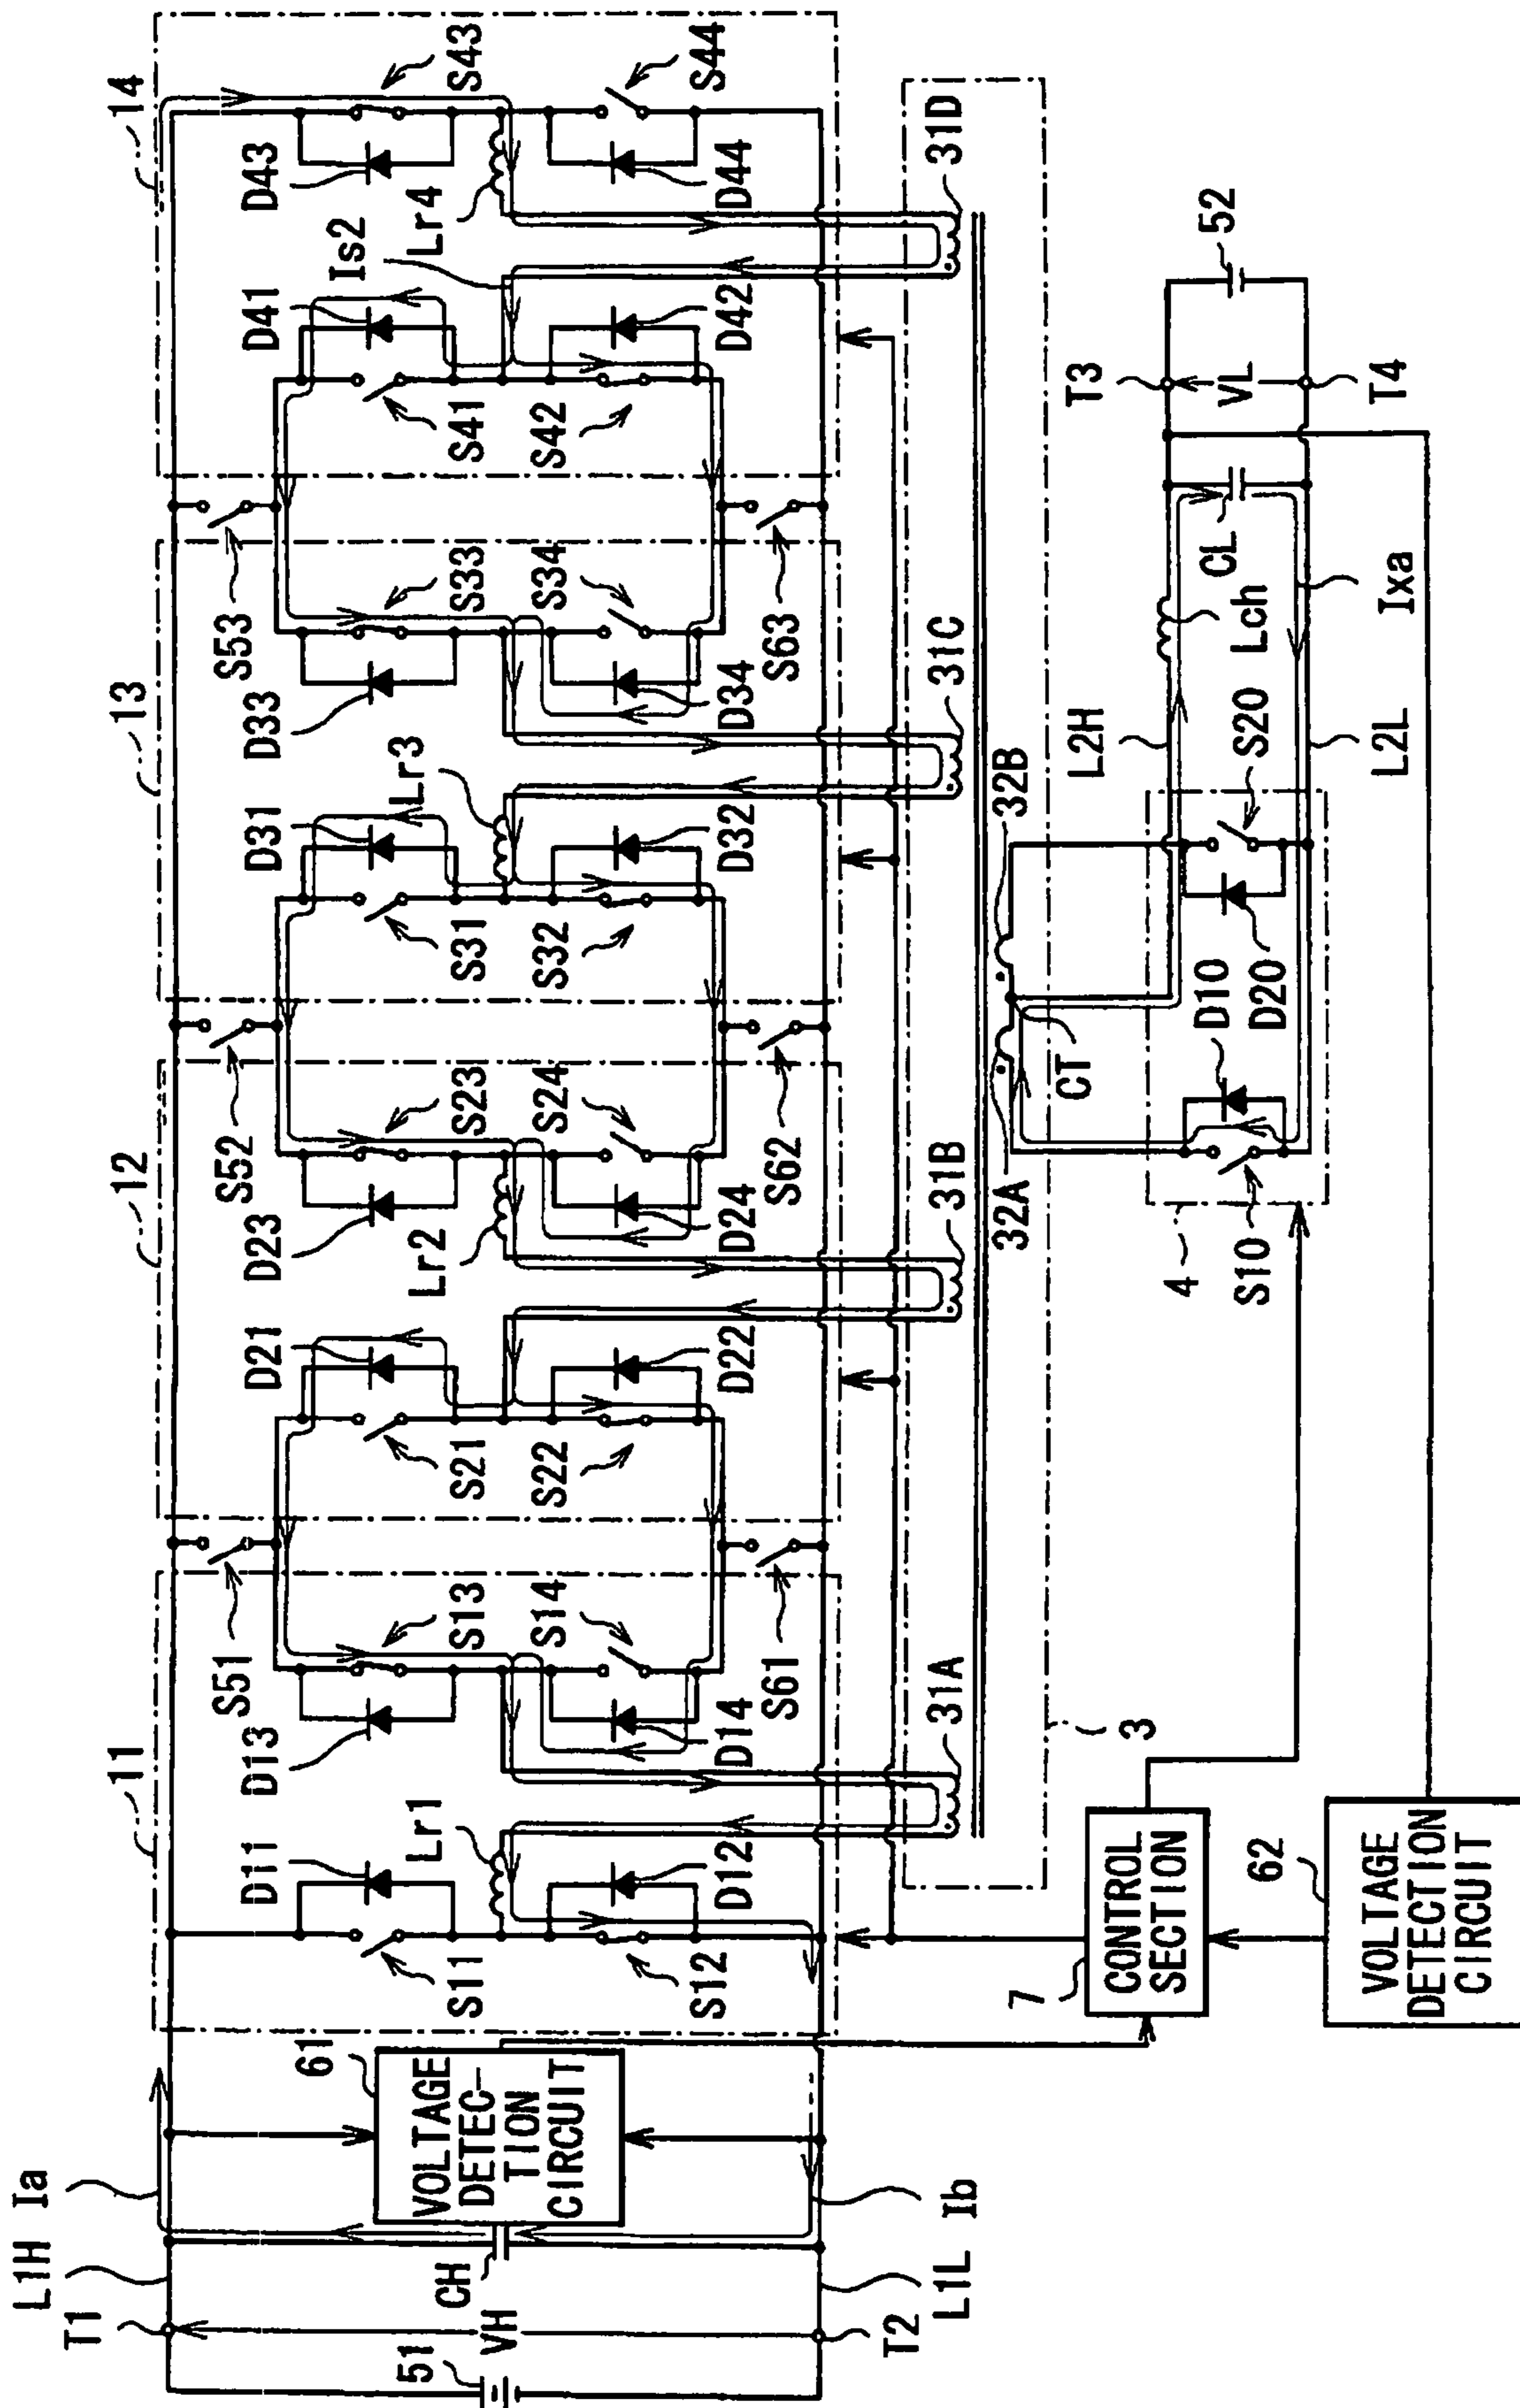 L1H
Ia
T1
51
VH
T2
CH
L1L
Ib
61
VOLTAGE
DETEC-
TION
CIRCUIT
11
D11
S11
Lr1
S12
D12
D13
S13
S14
D14
S51
S61
31A
12
D21
S21
S22
D22
Lr2
D23
S23
S24
D24
S52
S62
31B
13
D31
S31
Lr3
S32
D32
D33
S33
S34
D34
S53
S63
31C
14
D41
S41
Is2
S42
D42
Lr4
D43
S43
S44
D44
31D
3
32A
32B
CT
4
S10
D10
D20
S20
L2H
L2L
Lch
CL
Ixa
T3
VL
T4
52
7
CONTROL
SECTION
62
VOLTAGE
DETECTION
CIRCUIT